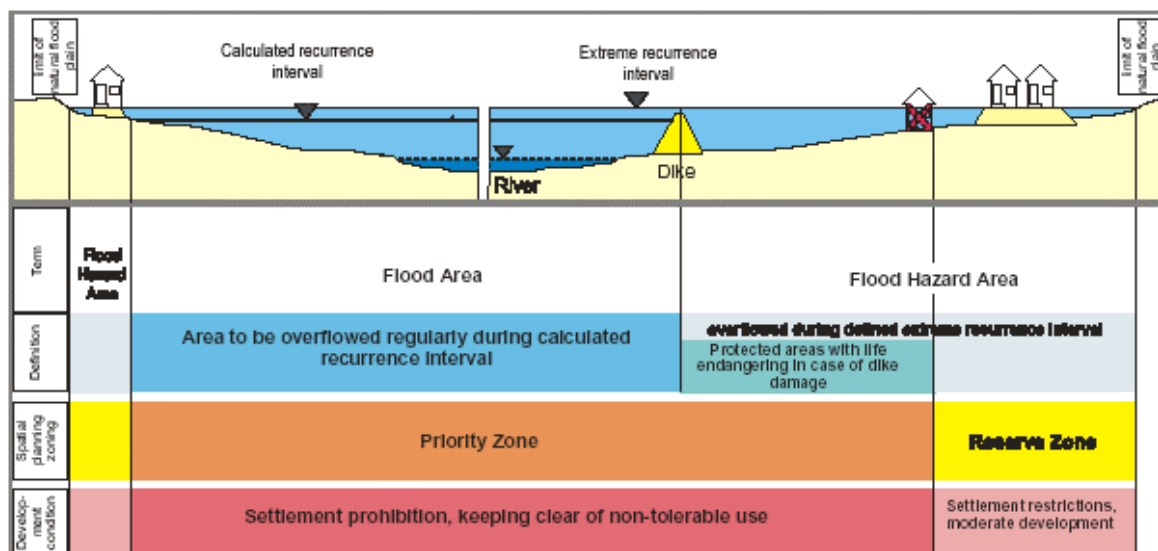 limit of
natural flood
plain
Calculated recurrence
interval
Extreme recurrence
interval
limit of
natural flood
plain
River
Dike
Term
Flood
Hazard
Area
Flood Area
Flood Hazard Area
Definition
Area to be overflowed regularly during calculated
recurrence interval
overflowed during defined extreme recurrence interval
Protected areas with life
endangering in case of dike
damage
Spatial
planning
zoning
Priority Zone
Reserve Zone
Develop-
ment
condition
Settlement prohibition, keeping clear of non-tolerable use
Settlement restrictions,
moderate development